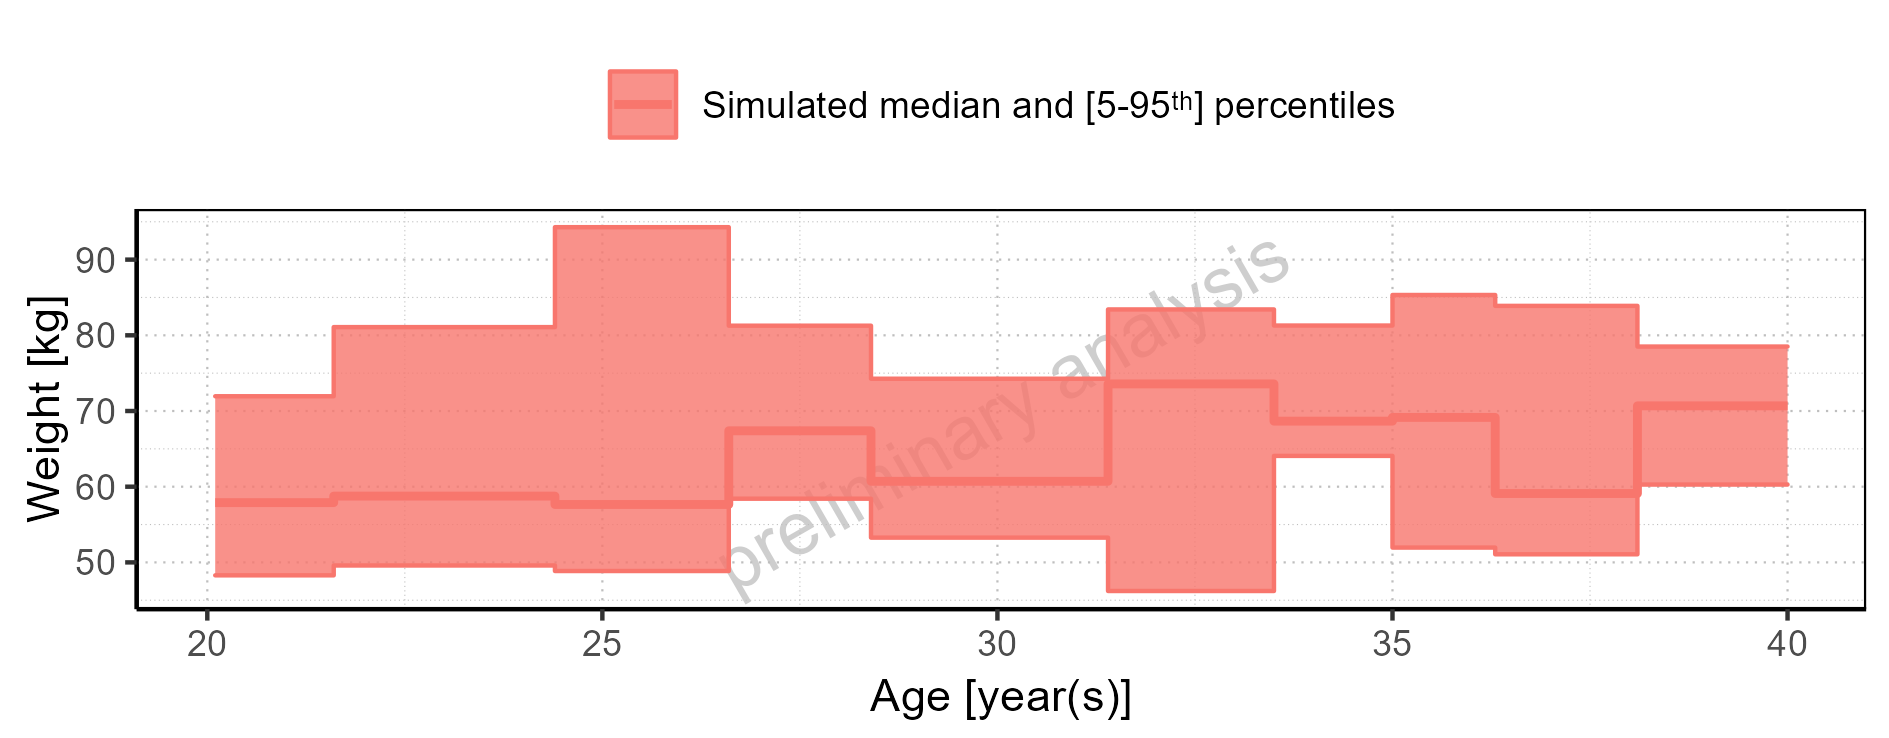 Simulated median and [5-95th] percentiles
Weight [kg]
90
80
70
60
50
preliminary analysis
20 25 30 35 40
Age [year(s)]